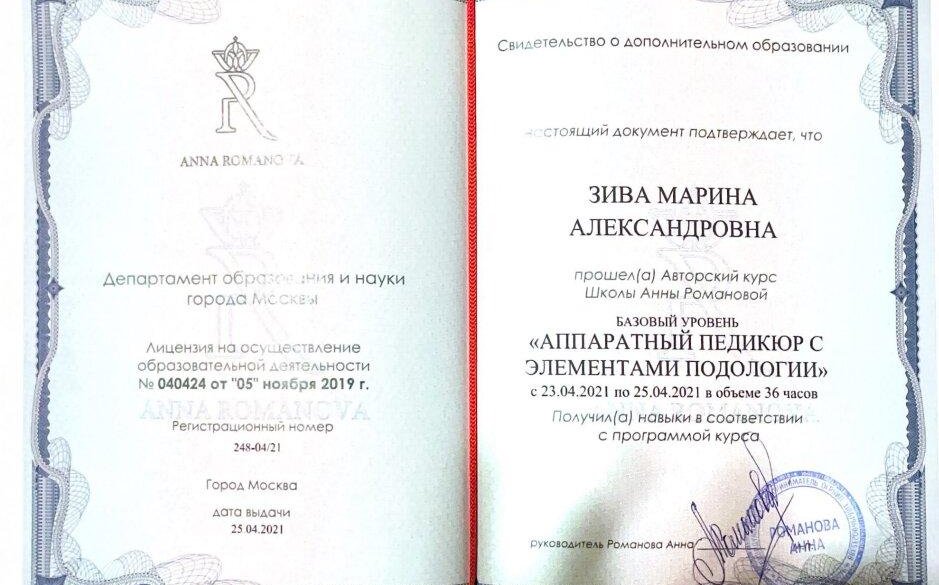 ANNA ROMANOVA
Департамент образования и науки
города Москвы
Лицензия на осуществление
образовательной деятельности
№ 040424 от "05" ноября 2019 г.
ANNA ROMANOVA
Регистрационный номер
248-04/21
Город Москва
дата выдачи
25.04.2021
Свидетельство о дополнительном образовании
Настоящий документ подтверждает, что
ЗИВА МАРИНА
АЛЕКСАНДРОВНА
прошел(а) Авторский курс
Школы Анны Романовой
БАЗОВЫЙ УРОВЕНЬ
«АППАРАТНЫЙ ПЕДИКЮР С
ЭЛЕМЕНТАМИ ПОДОЛОГИИ»
с 23.04.2021 по 25.04.2021 в объеме 36 часов
Получил(а) навыки в соответствии
с программой курса
руководитель Романова Анна
РОМАНОВА
АННА